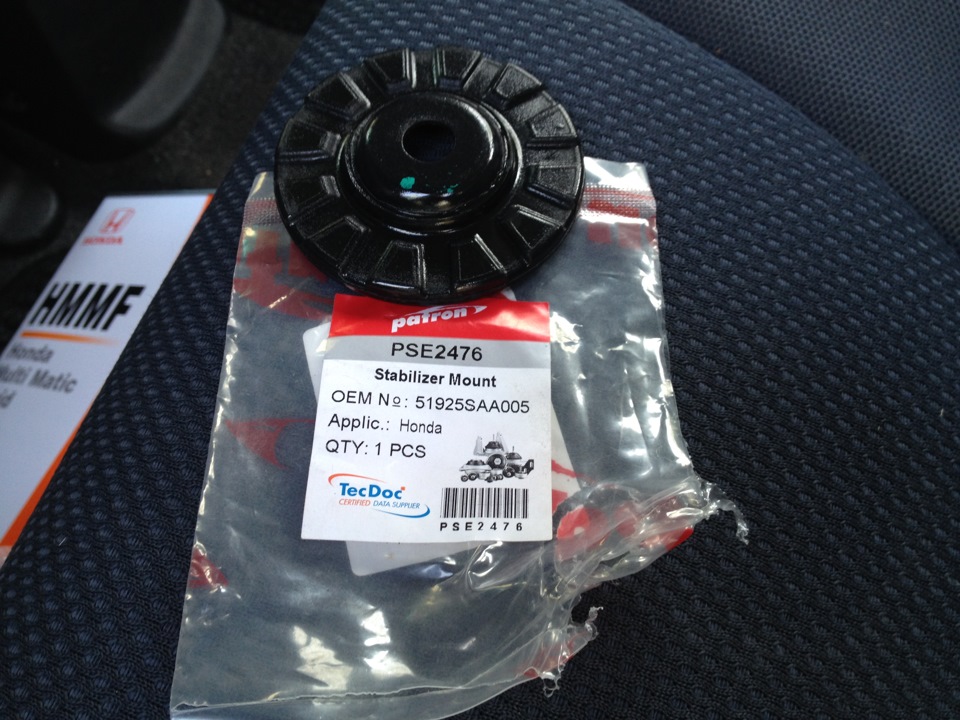 HONDA
HMMF
Honda
Multi Matic
patron
PSE2476
Stabilizer Mount
OEM №: 51925SAA005
Applic.: Honda
QTY: 1 PCS
TecDoc
CERTIFIED DATA SUPPLIER
PSE2476